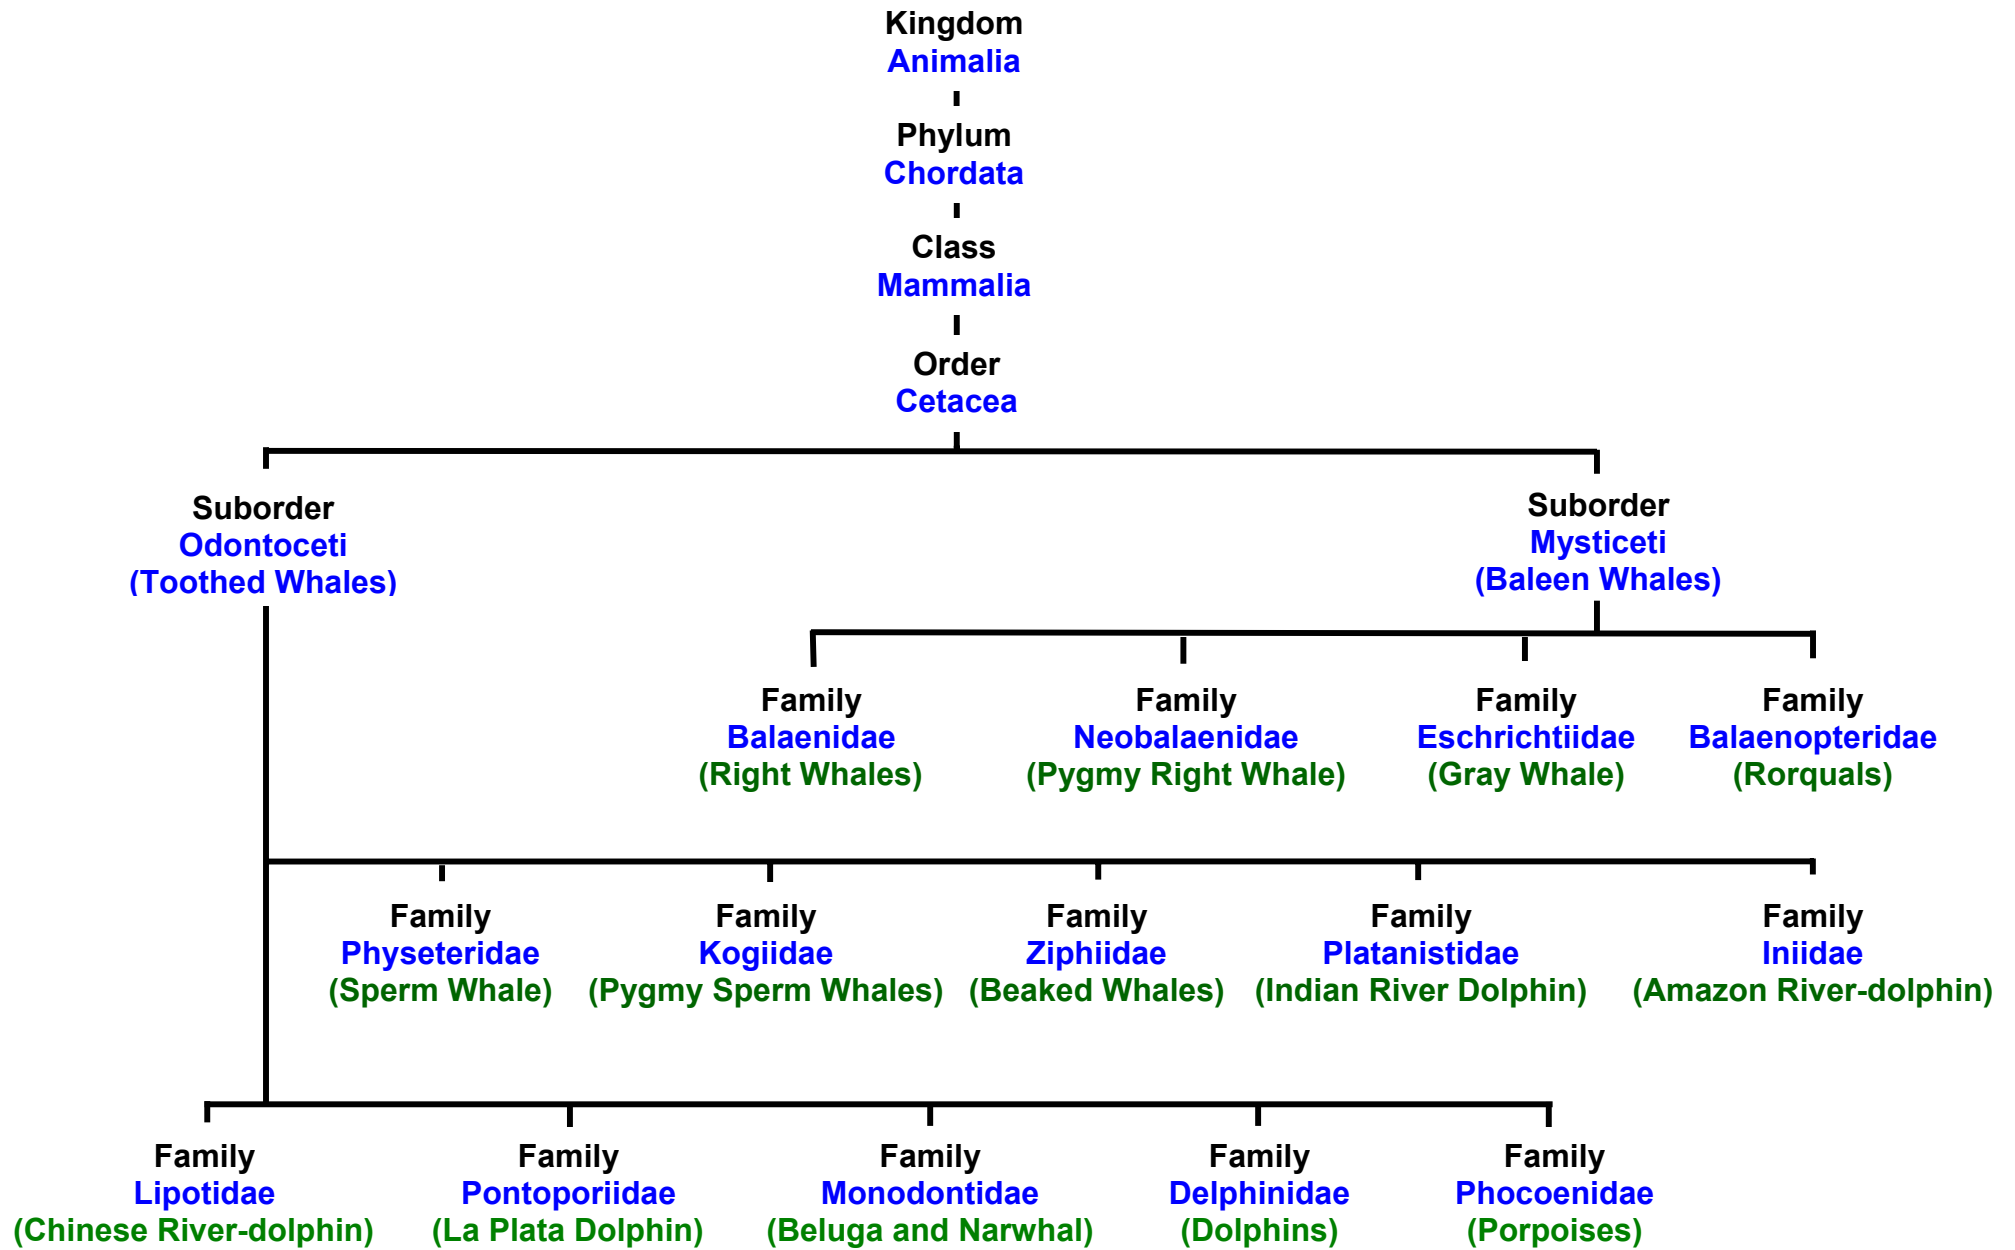 Kingdom
Animalia
Phylum
Chordata
Class
Mammalia
Order
Cetacea
Suborder
Odontoceti
(Toothed Whales)
Suborder
Mysticeti
(Baleen Whales)
Family
Balaenidae
(Right Whales)
Family
Neobalaenidae
(Pygmy Right Whale)
Family
Eschrichtiidae
(Gray Whale)
Family
Balaenopteridae
(Rorquals)
Family
Physeteridae
(Sperm Whale)
Family
Kogiidae
(Pygmy Sperm Whales)
Family
Ziphiidae
(Beaked Whales)
Family
Platanistidae
(Indian River Dolphin)
Family
Iniidae
(Amazon River-dolphin)
Family
Lipotidae
(Chinese River-dolphin)
Family
Pontoporiidae
(La Plata Dolphin)
Family
Monodontidae
(Beluga and Narwhal)
Family
Delphinidae
(Dolphins)
Family
Phocoenidae
(Porpoises)